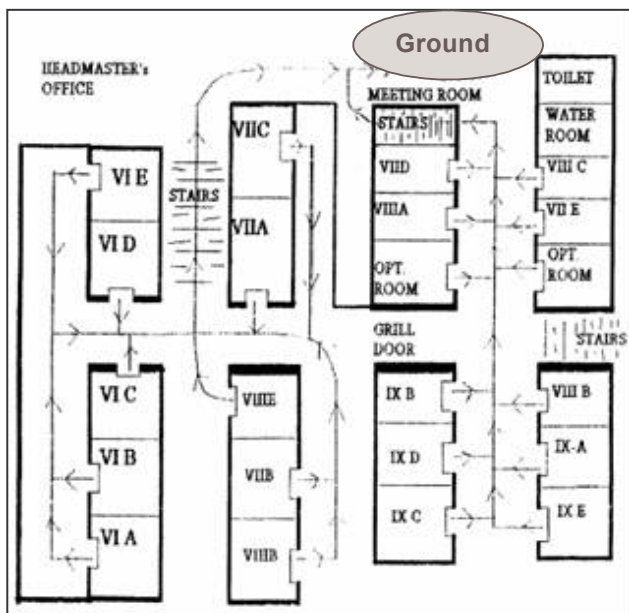 Ground
HEADMASTER's
OFFICE
TOILET
MEETING ROOM
STAIRS
WATER
ROOM
VIIC
VI E
STAIRS
VIID
VIII C
VI D
VIIA
VIIIA
VII E
OPT.
ROOM
OPT.
ROOM
GRILL
DOOR
STAIRS
VI C
VIIIE
IX B
VIII B
VI B
VIIB
IX D
IX-A
VI A
VIIIB
IX C
IX E